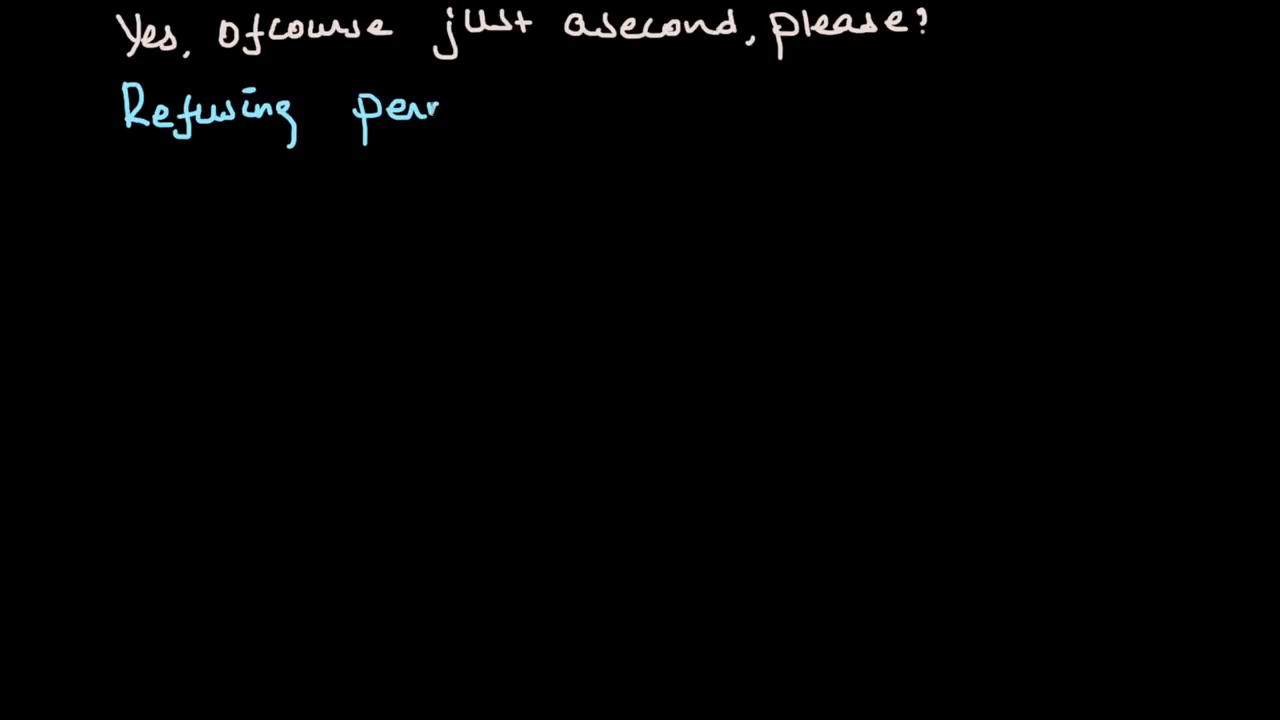 Yes, ofcourse just asecond, please?
Refusing per